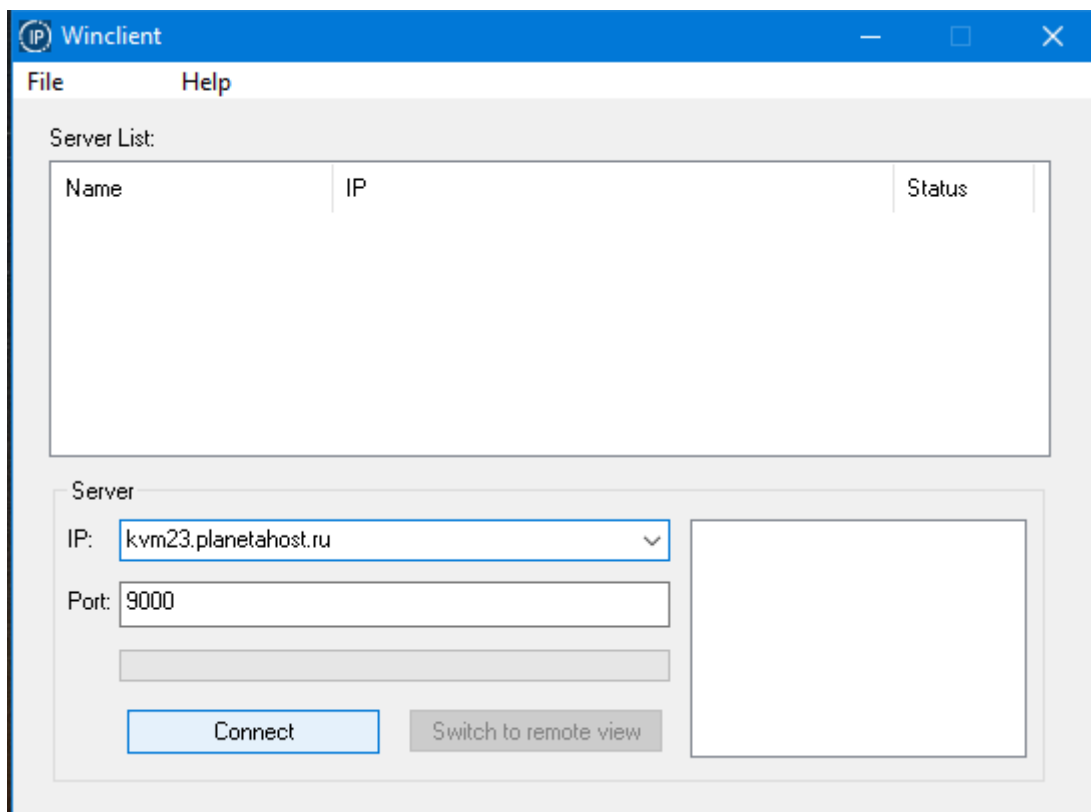 IP Winclient
File Help
Server List:
Name IP Status
Server
IP: kvm23.planetahost.ru
Port: 9000
Connect Switch to remote view